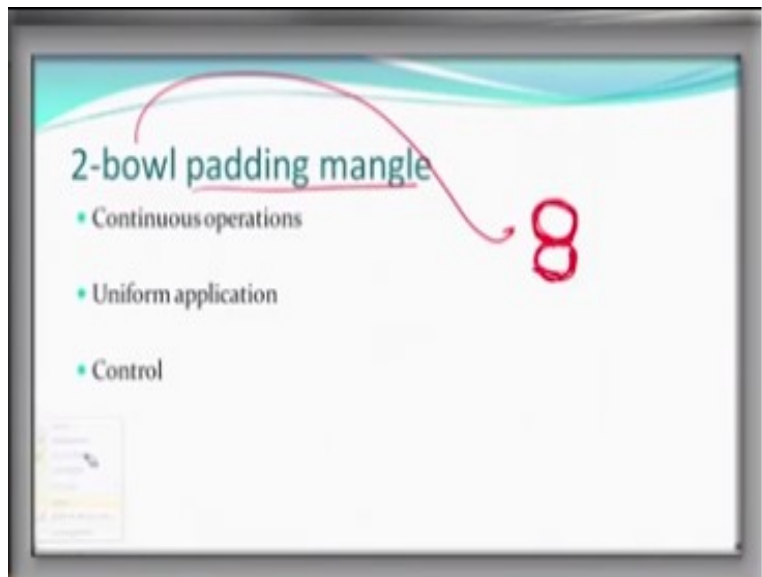 2-bowl padding mangle
Continuous operations
Uniform application
Control